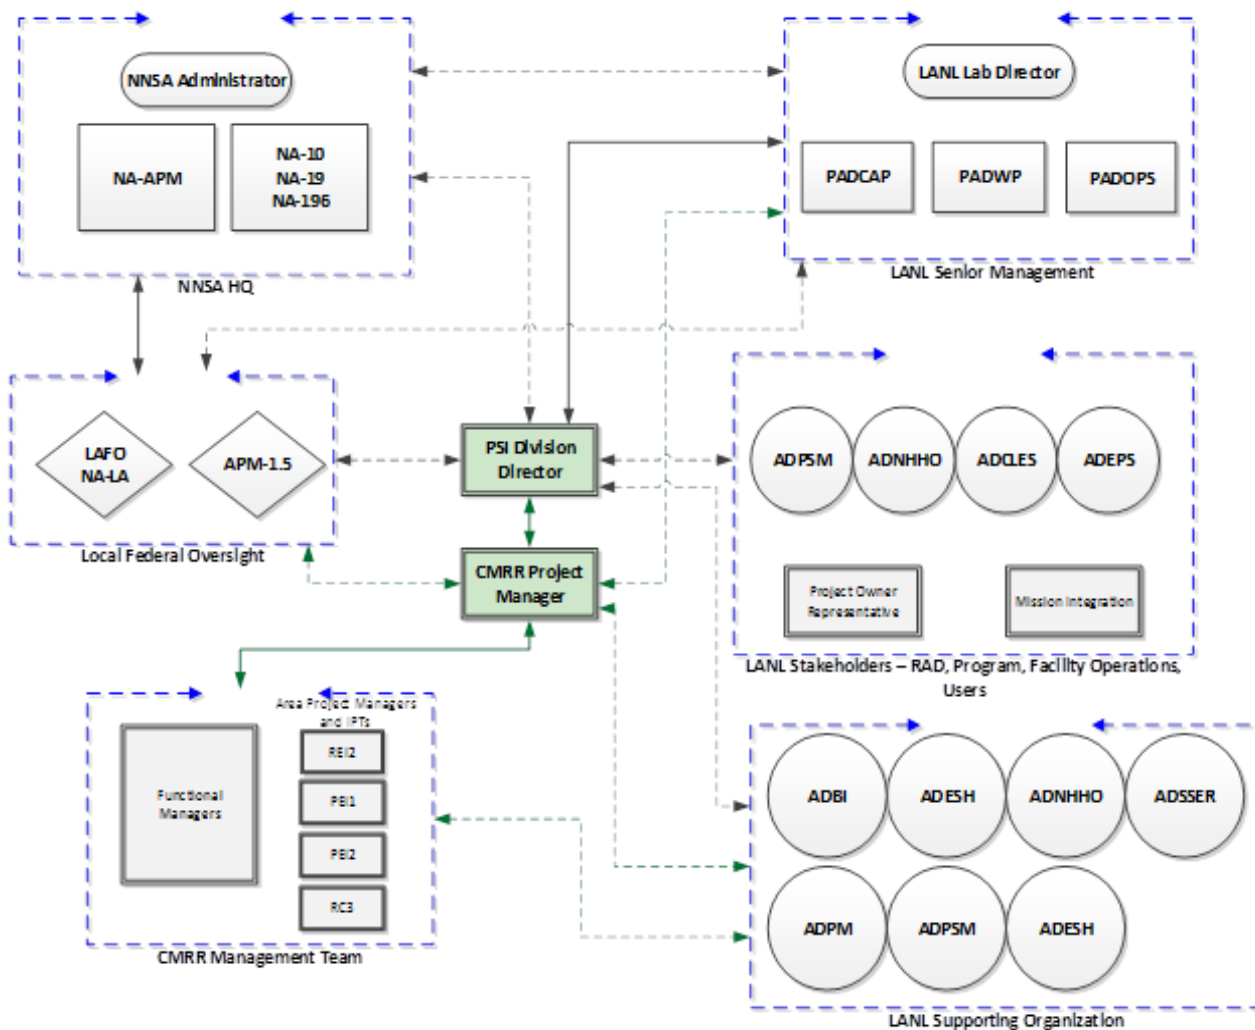 NNSA Administrator
NA-APM
NA-10
NA-19
NA-196
NNSA HQ
LANL Lab Director
PADCAP
PADWP
PADOPS
LANL Senior Management
LAFO
NA-LA
APM-1.5
Local Federal Oversight
PSI Division
Director
CMRR Project
Manager
ADPSM
ADNHHO
ADCLES
ADEPS
Project Owner
Representative
Mission Integration
LANL Stakeholders – RAD, Program, Facility Operations,
Users
Area Project Managers
and IPTs
Functional
Managers
REI2
PEI1
PEI2
RC3
CMRR Management Team
ADBI
ADESH
ADNHHO
ADSSER
ADPM
ADPSM
ADESH
LANL Supporting Organization